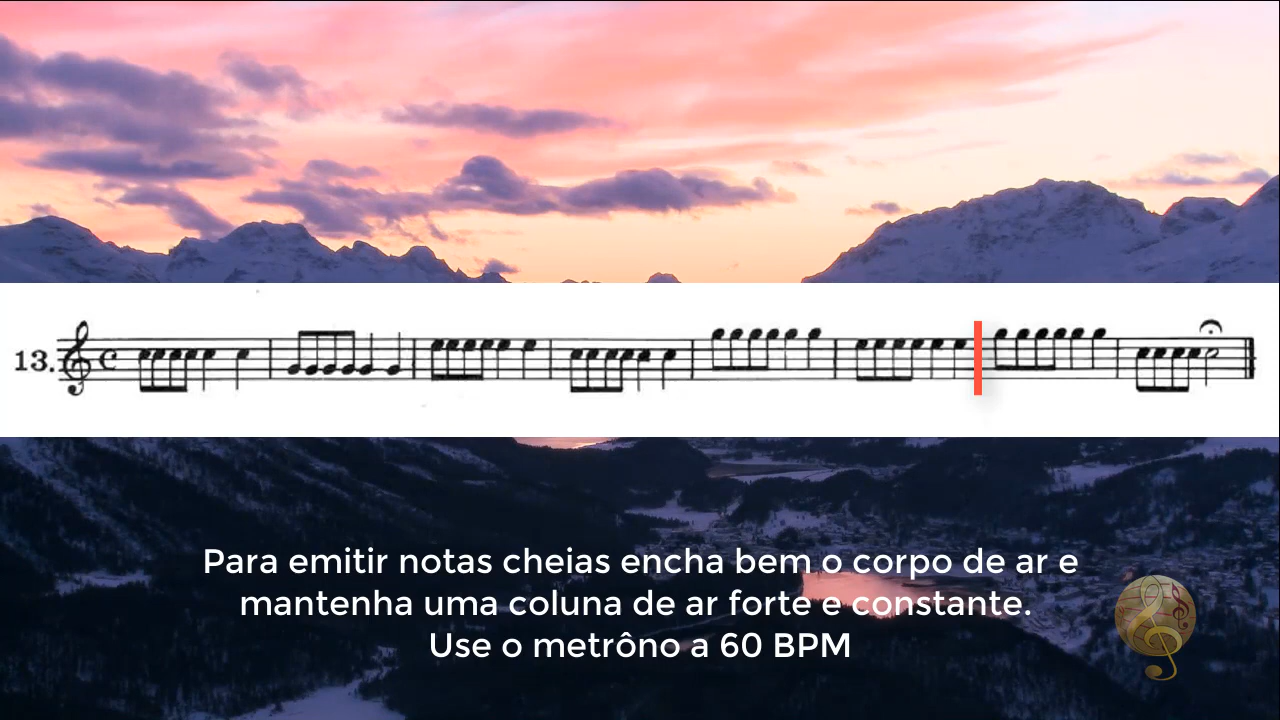 13.
Para emitir notas cheias encha bem o corpo de ar e
mantenha uma coluna de ar forte e constante.
Use o metrôno a 60 BPM